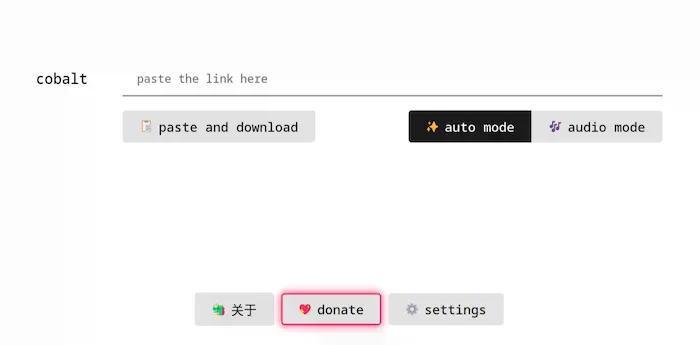 cobalt
paste the link here
paste and download
auto mode
audio mode
关于
donate
settings